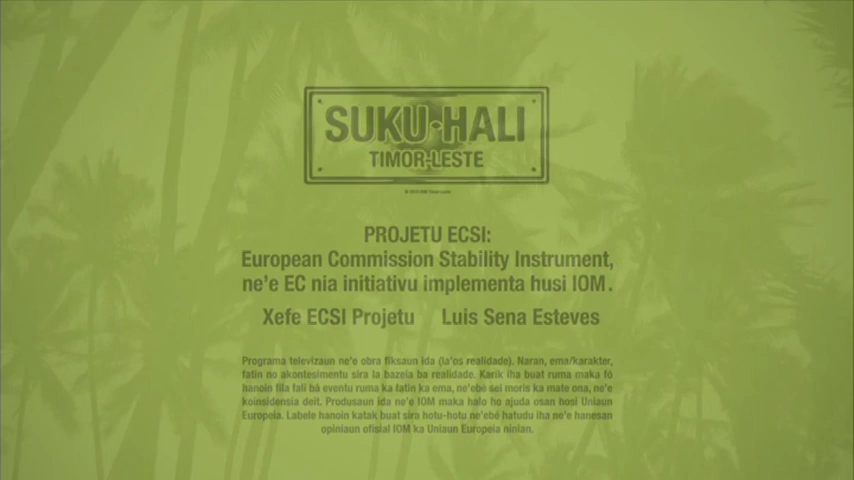 SUKU·HALI
TIMOR-LESTE
PROJETU ECSI:
European Commission Stability Instrument,
ne'e EC nia initiativu implementa husi IOM.
Xefe ECSI Projetu Luis Sena Esteves
Programa televizaun ne'e obra fiksaun ida (la'os realidade). Naran, ema/karakter,
fatin no akontesimentu sira la bazeia ba realidade. Karik iha buat ruma maka fó
hanoin fila fali bá eventu ruma ka fatin ka ema, ne'ebé sei moris ka mate ona, ne'e
koinsidensia deit. Produsaun ida ne'e IOM maka halo ho ajuda osan hosi Uniaun
Europeia. Labele hanoin katak buat sira hotu-hotu ne'ebé hatudu iha ne'e hanesan
opiniaun ofisial IOM ka Uniaun Europeia ninian.